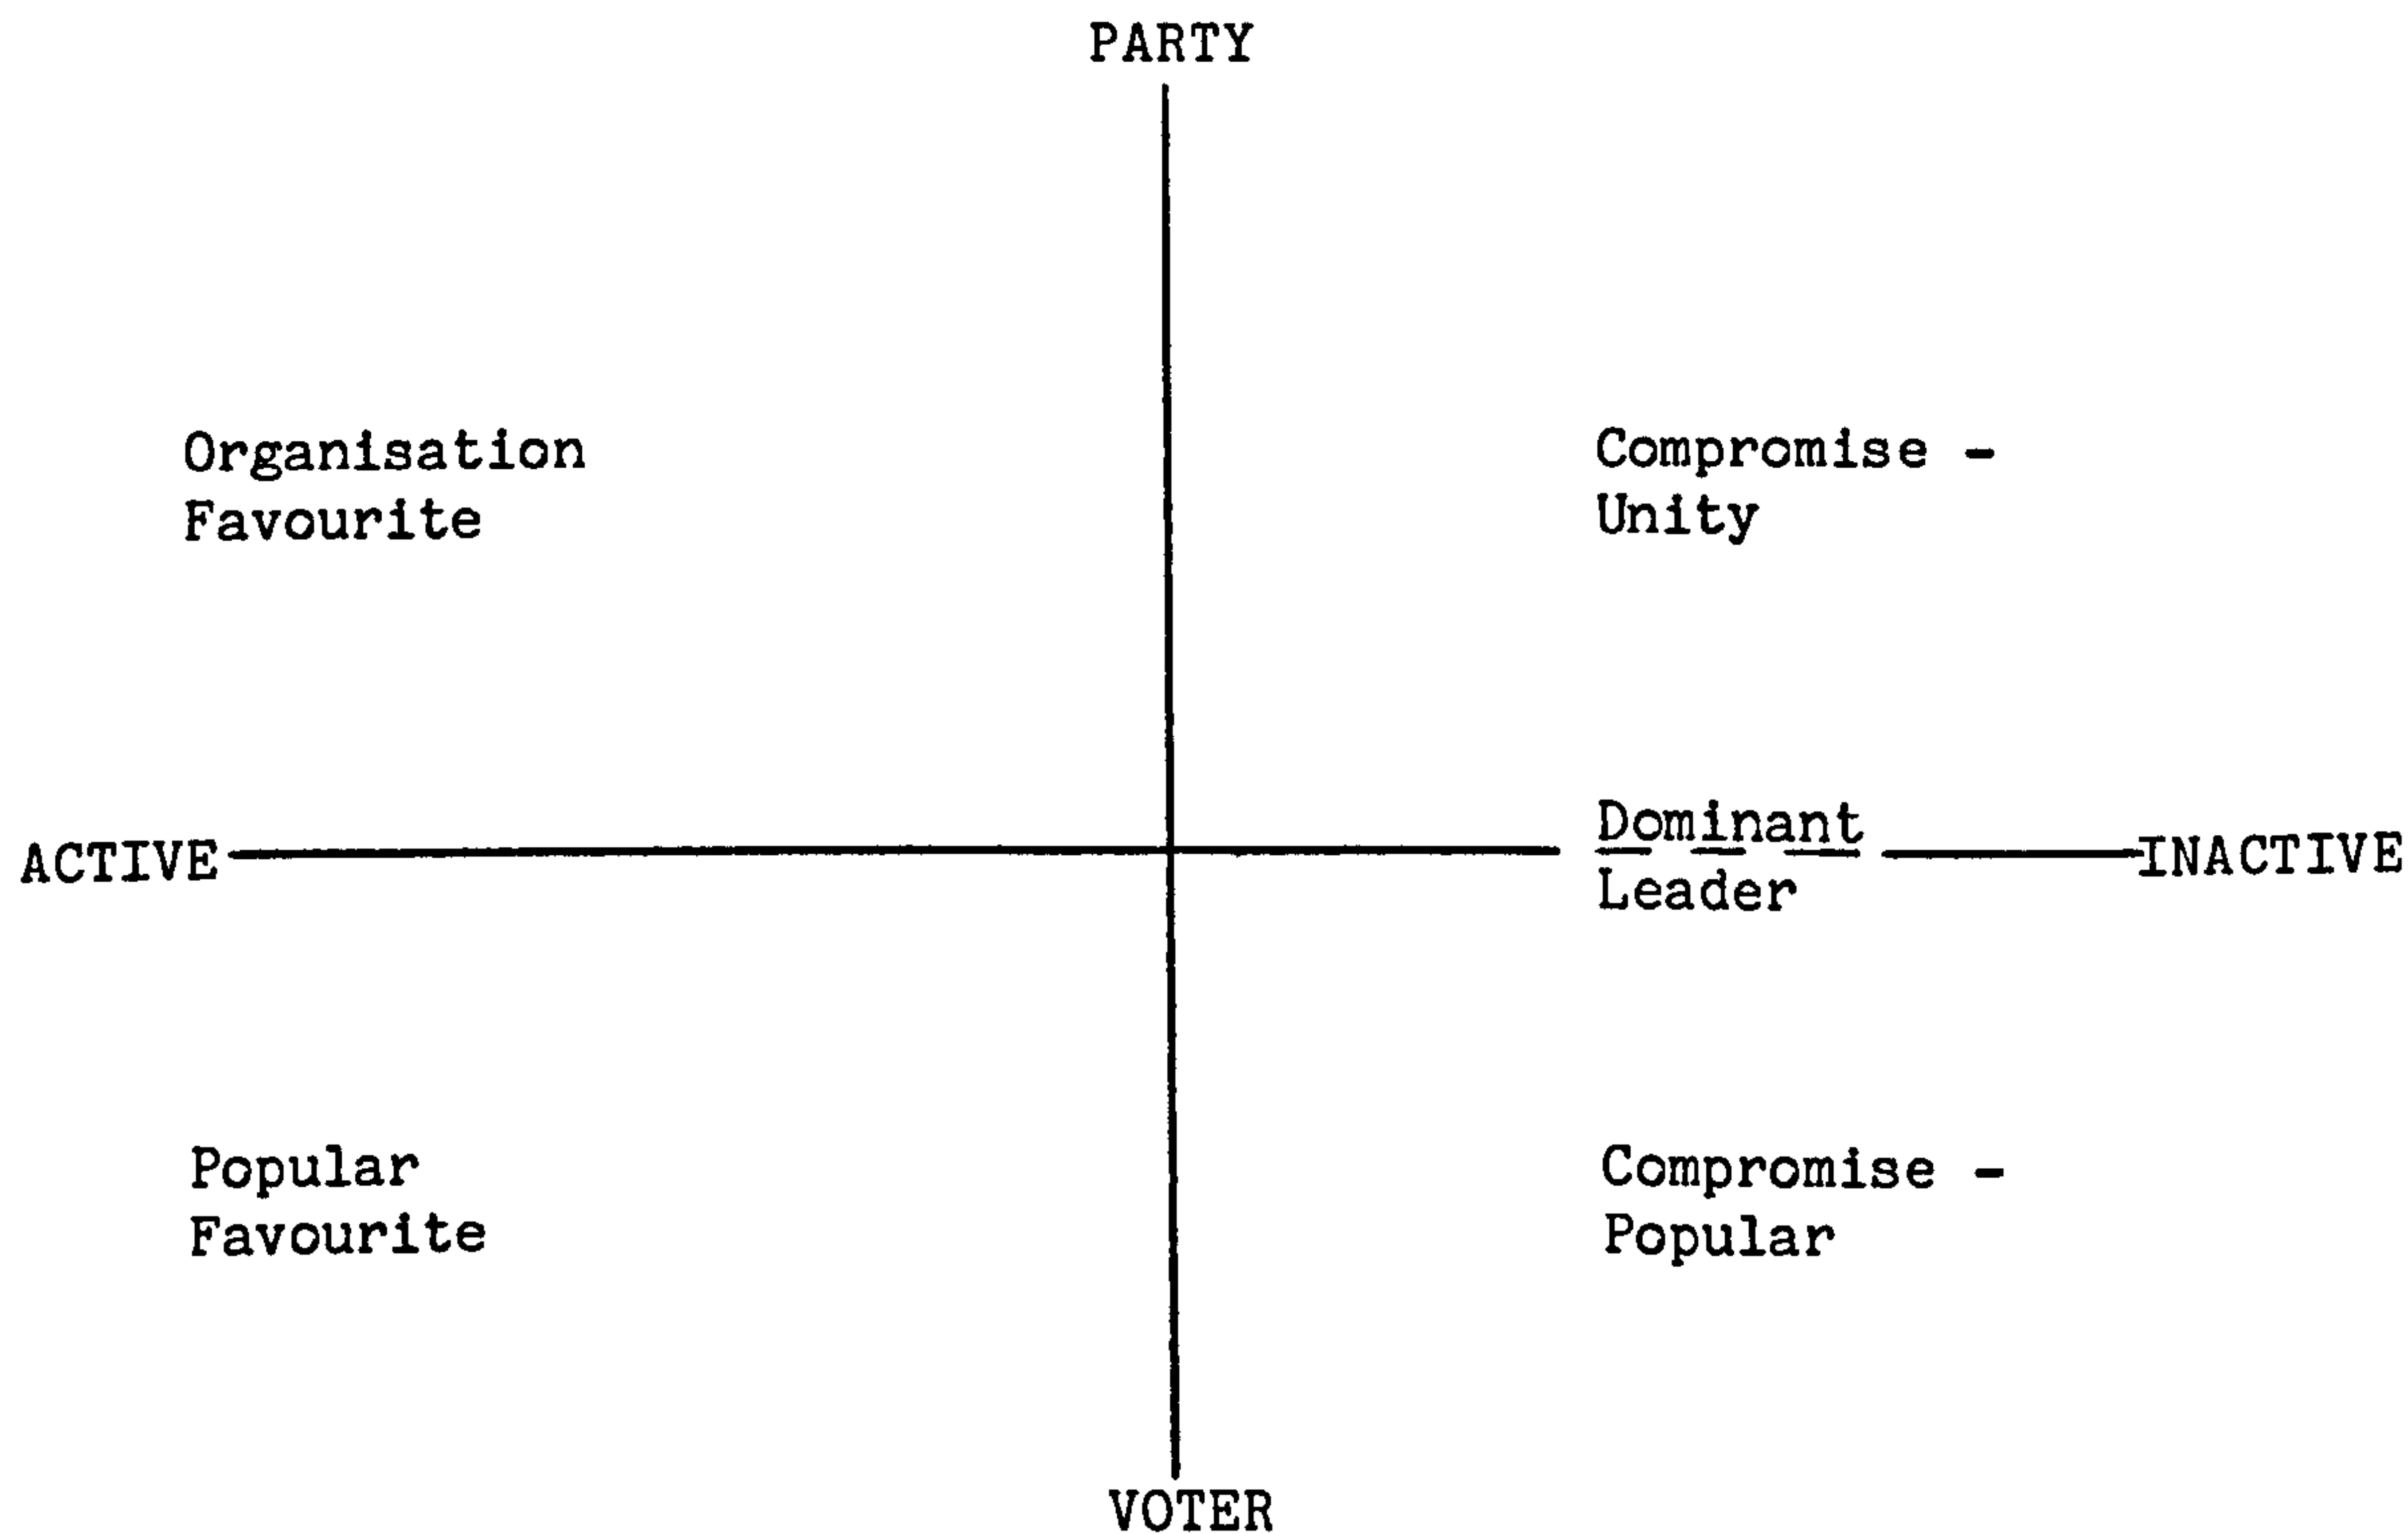 PARTY
Organisation
Favourite
Compromise -
Unity
ACTIVE
Dominant
Leader
INACTIVE
Popular
Favourite
Compromise -
Popular
VOTER